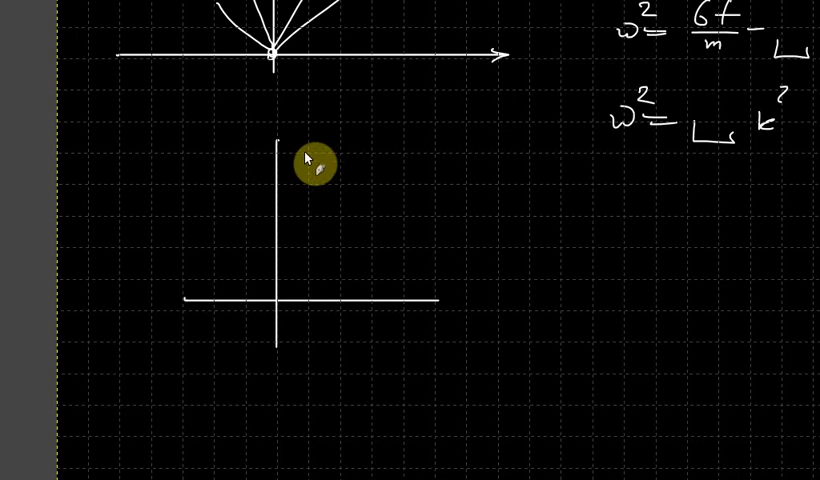 ω² = 6f/m -
ω² = k²